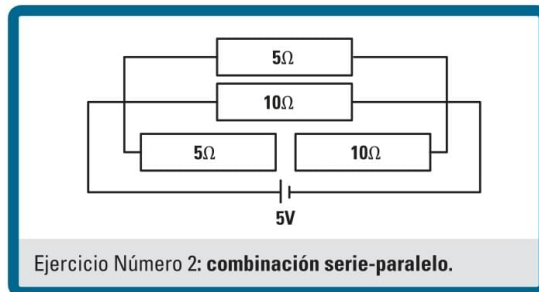 5Ω
10Ω
5Ω 10Ω
5V
Ejercicio Número 2: combinación serie-paralelo.